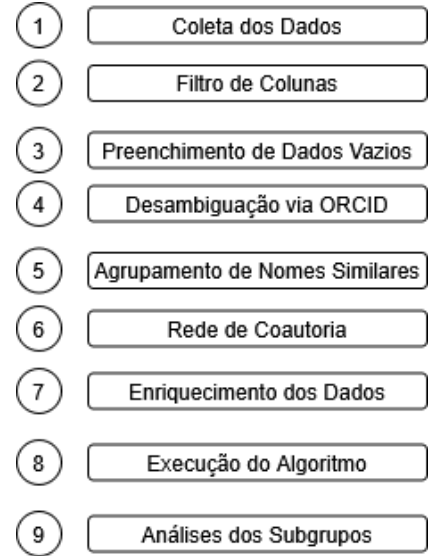 1 Coleta dos Dados
2 Filtro de Colunas
3 Preenchimento de Dados Vazios
4 Desambiguação via ORCID
5 Agrupamento de Nomes Similares
6 Rede de Coautoria
7 Enriquecimento dos Dados
8 Execução do Algoritmo
9 Análises dos Subgrupos